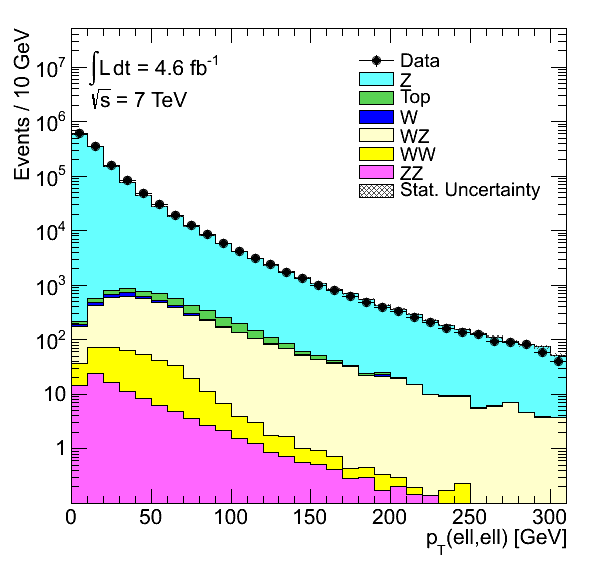 Events / 10 GeV
10⁷
10⁶
10⁵
10⁴
10³
10²
10
1
∫L dt = 4.6 fb⁻¹
√s = 7 TeV
Data
Z
Top
W
WZ
WW
ZZ
Stat. Uncertainty
0 50 100 150 200 250 300
p_T(ell,ell) [GeV]